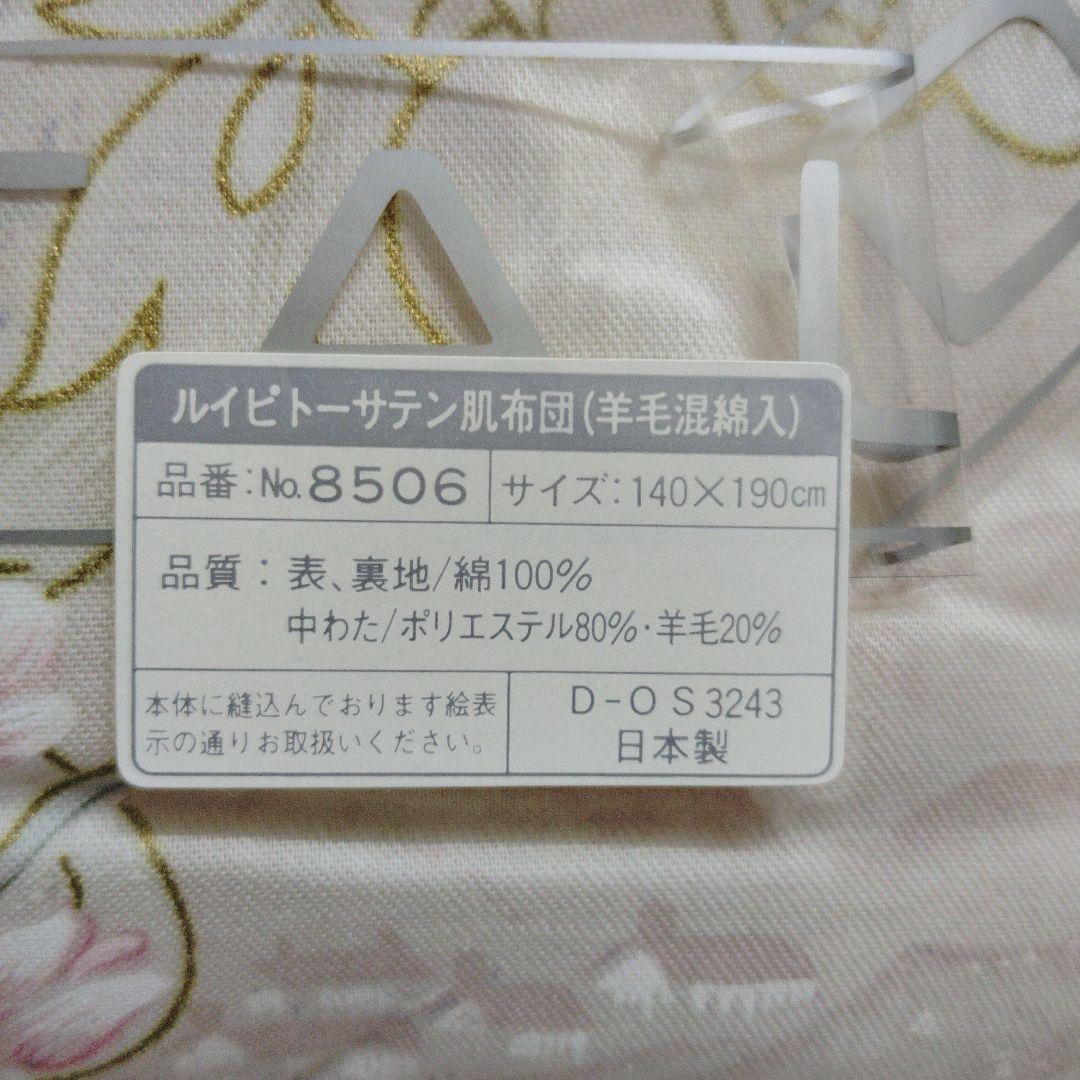 ルイピトーサテン肌布団(羊毛混綿入)
品番:No.8506
サイズ:140×190cm
品質:表、裏地/綿100%
中わた/ポリエステル80%·羊毛20%
本体に縫込んでおります絵表
示の通りお取扱いください。
D-OS3243
日本製